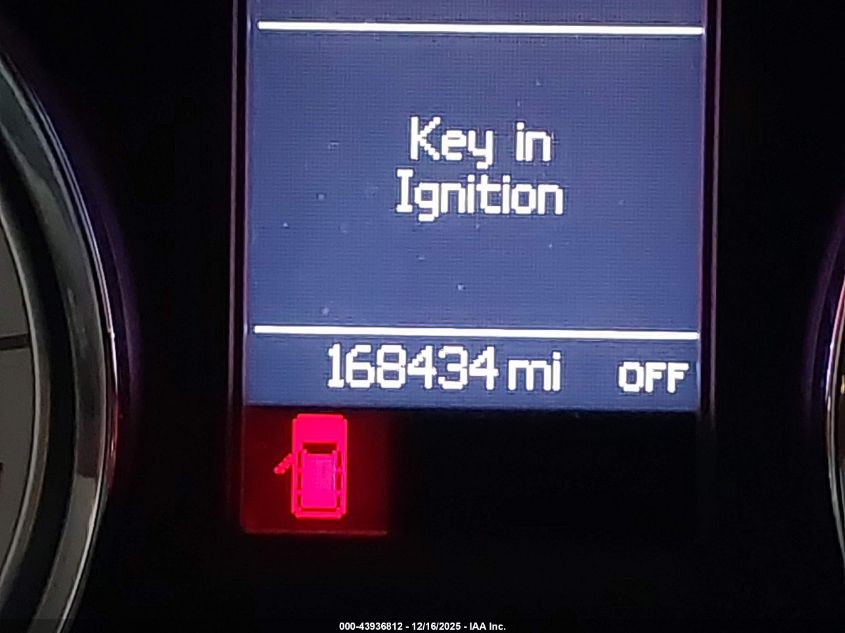 Key in
Ignition
168434 mi OFF
000-43936812 - 12/16/2025 - IAA Inc.